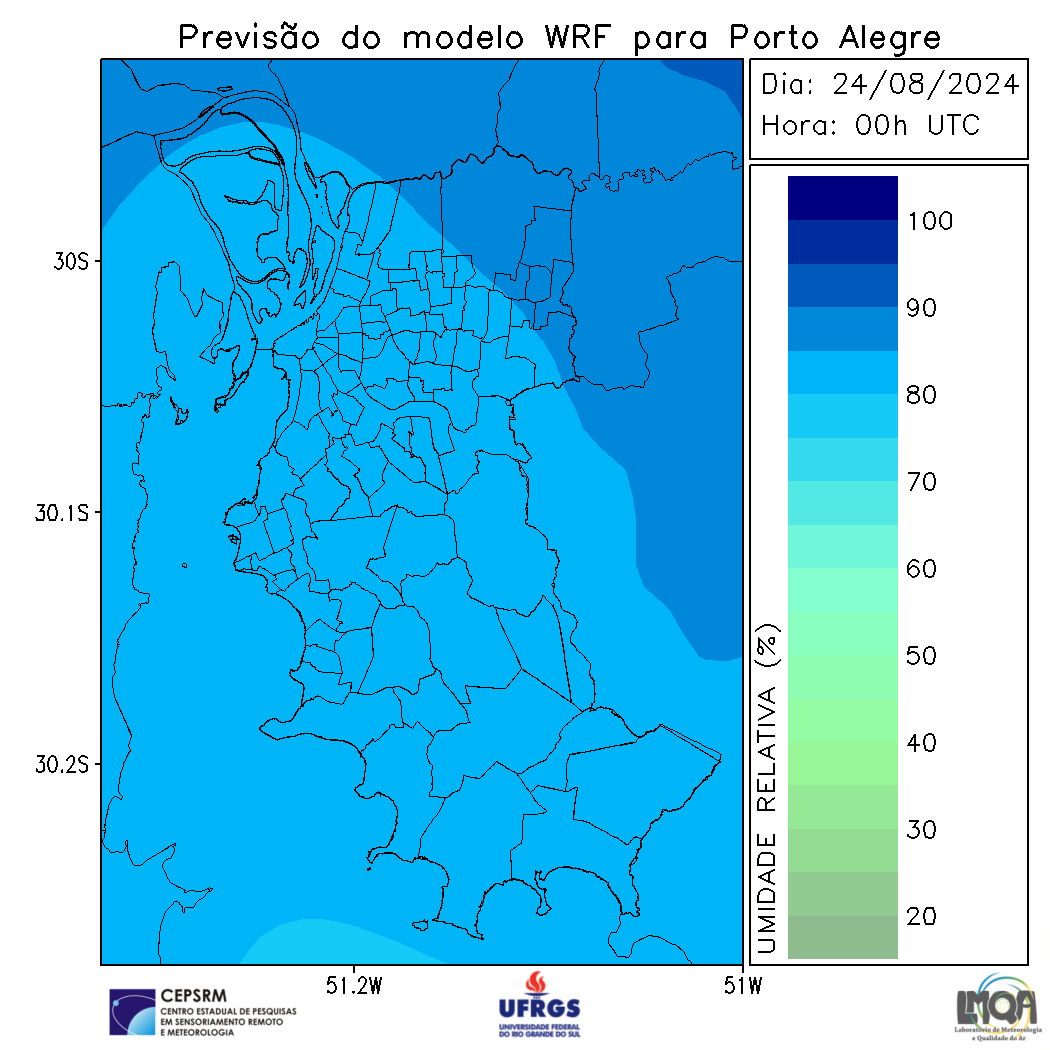 Previsão do modelo WRF para Porto Alegre
Dia: 24/08/2024
Hora: 00h UTC
30S
30.1S
30.2S
51.2W
51W
UMIDADE RELATIVA (%)
100
90
80
70
60
50
40
30
20
CEPSRM
CENTRO ESTADUAL DE PESQUISAS
EM SENSORIAMENTO REMOTO
E METEOROLOGIA
UFRGS
UNIVERSIDADE FEDERAL
DO RIO GRANDE DO SUL
LMQA
Laboratório de Meteorologia
e Qualidade do Ar